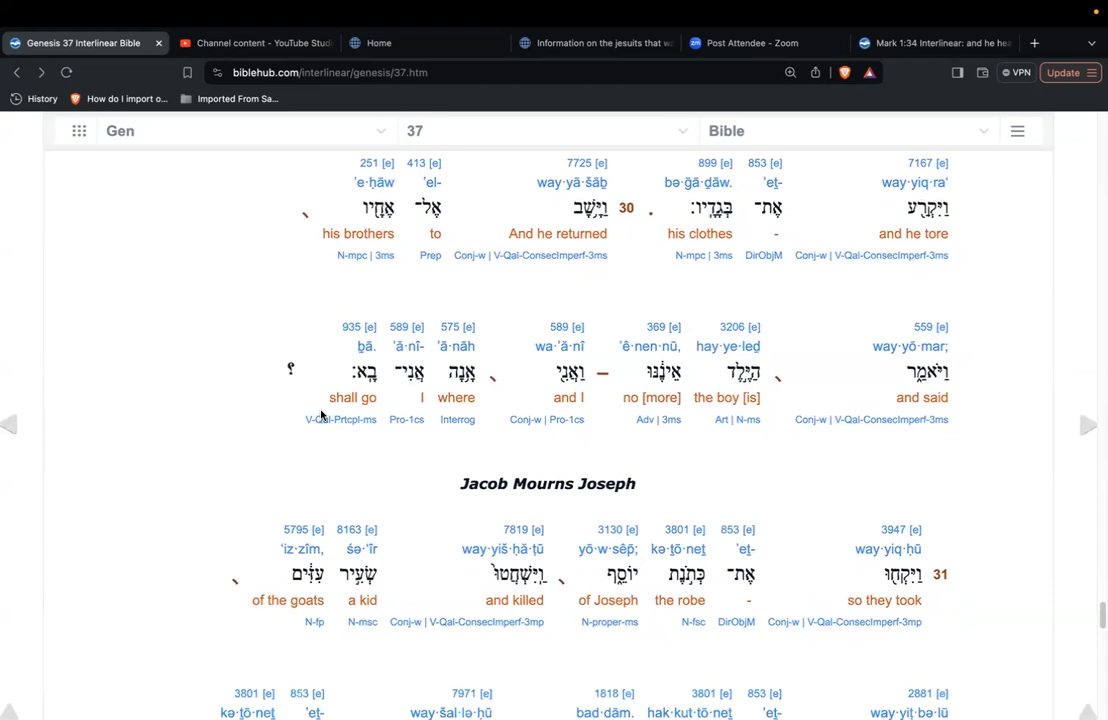 Genesis 37 Interlinear Bible
Channel content - YouTube Stud
Home
Information on the jesuits that wa
Post Attendee - Zoom
Mark 1:34 Interlinear: and he hea
biblehub.com/interlinear/genesis/37.htm
VPN
Update
History
How do I import o...
Imported From Sa...
Gen
37
Bible
251 [e] 413 [e] 7725 [e] 899 [e] 853 [e] 7167 [e]
’e·ḥāw ’el- way·yā·šāḇ bə·ḡā·ḏāw. ’eṯ- way·yiq·ra‘
וַיִּקְרַ֖ע אֶת־ בְּגָדָֽיו׃ . 30 וַיָּ֥שָׁב אֶל־ אֶחָ֖יו 、
his brothers to And he returned his clothes - and he tore
N-mpc | 3ms Prep Conj-w | V-Qal-ConsecImperf-3ms N-mpc | 3ms DirObjM Conj-w | V-Qal-ConsecImperf-3ms
935 [e] 589 [e] 575 [e] 589 [e] 369 [e] 3206 [e] 559 [e]
ḇā. ’ă·nî- ’ā·nāh wa·’ă·nî ’ê·nen·nū, hay·ye·leḏ way·yō·mar;
וַיֹּאמַ֑ר 、 הַיֶּ֣לֶד אֵינֶ֔נּוּ – וַאֲנִ֖י 、 אָ֥נָה אֲנִי־ בָֽא׃ ؟
shall go I where and I no [more] the boy [is] and said
V-Qal-Prtcpl-ms Pro-1cs Interrog Conj-w | Pro-1cs Adv | 3ms Art | N-ms Conj-w | V-Qal-ConsecImperf-3ms
Jacob Mourns Joseph
5795 [e] 8163 [e] 7819 [e] 3130 [e] 3801 [e] 853 [e] 3947 [e]
‘iz·zîm, śə·‘îr way·yiš·ḥă·ṭū yō·w·sêp̄; kə·ṯō·neṯ ’eṯ- way·yiq·ḥū
31 וַיִּקְח֖וּ אֶת־ כְּתֹ֣נֶת יוֹסֵ֑ף 、 וַֽיִּשְׁחֲטוּ֙ שְׂעִ֣יר עִזִּ֔ים 、
of the goats a kid and killed of Joseph the robe - so they took
N-fp N-msc Conj-w | V-Qal-ConsecImperf-3mp N-proper-ms N-fsc DirObjM Conj-w | V-Qal-ConsecImperf-3mp
3801 [e] 853 [e] 7971 [e] 1818 [e] 3801 [e] 853 [e] 2881 [e]
kə·ṯō·neṯ ’eṯ- way·šal·lə·ḥū bad·dām. hak·kut·tō·neṯ ’eṯ- way·yiṭ·bə·lū